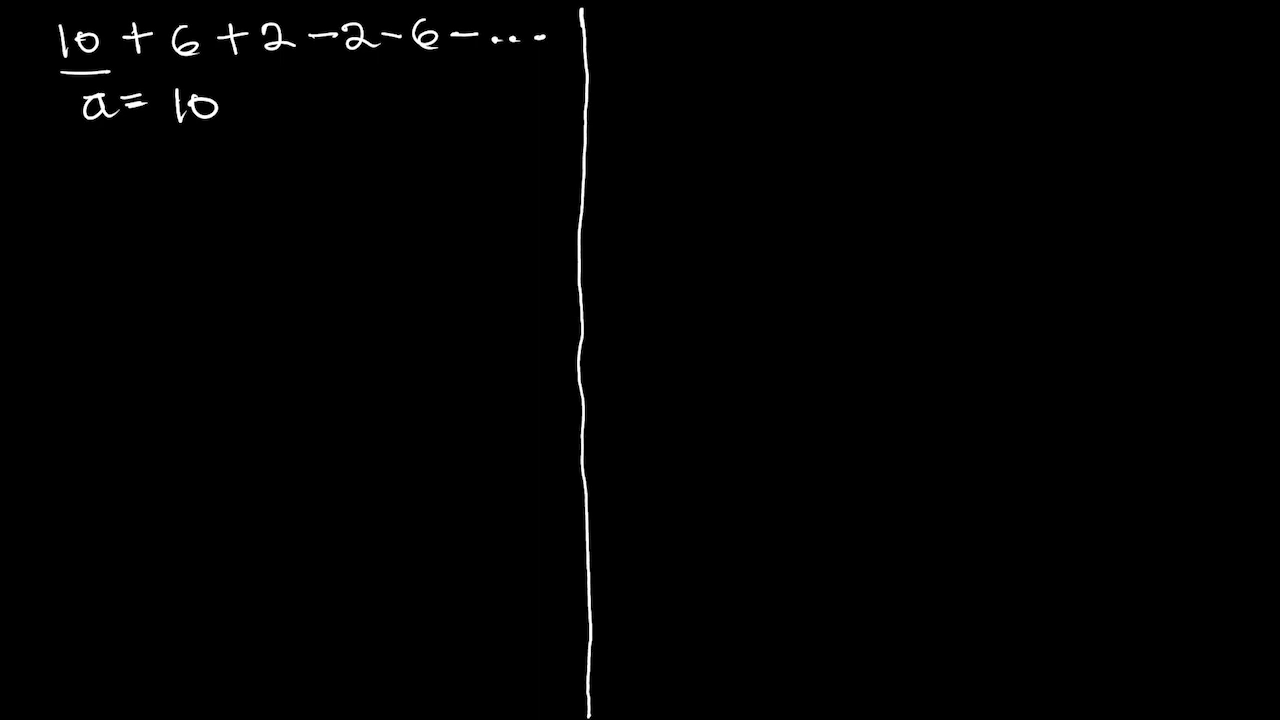 10 + 6 + 2 - 2 - 6 - ...
a = 10